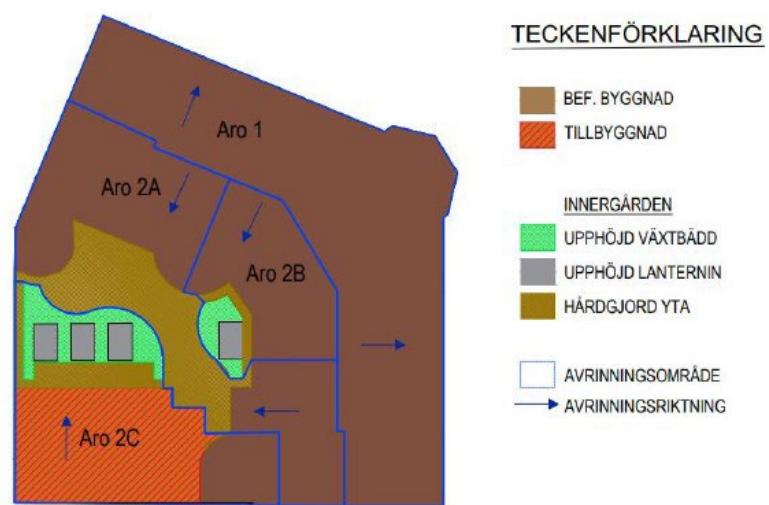 TECKENFÖRKLARING
BEF. BYGGNAD
TILLBYGGNAD
INNERGÅRDEN
UPPHÖJD VÄXTBÄDD
UPPHÖJD LANTERNIN
HÅRDGJORD YTA
AVRINNINGSOMRÅDE
AVRINNINGSRIKTNING
Aro 1
Aro 2A
Aro 2B
Aro 2C